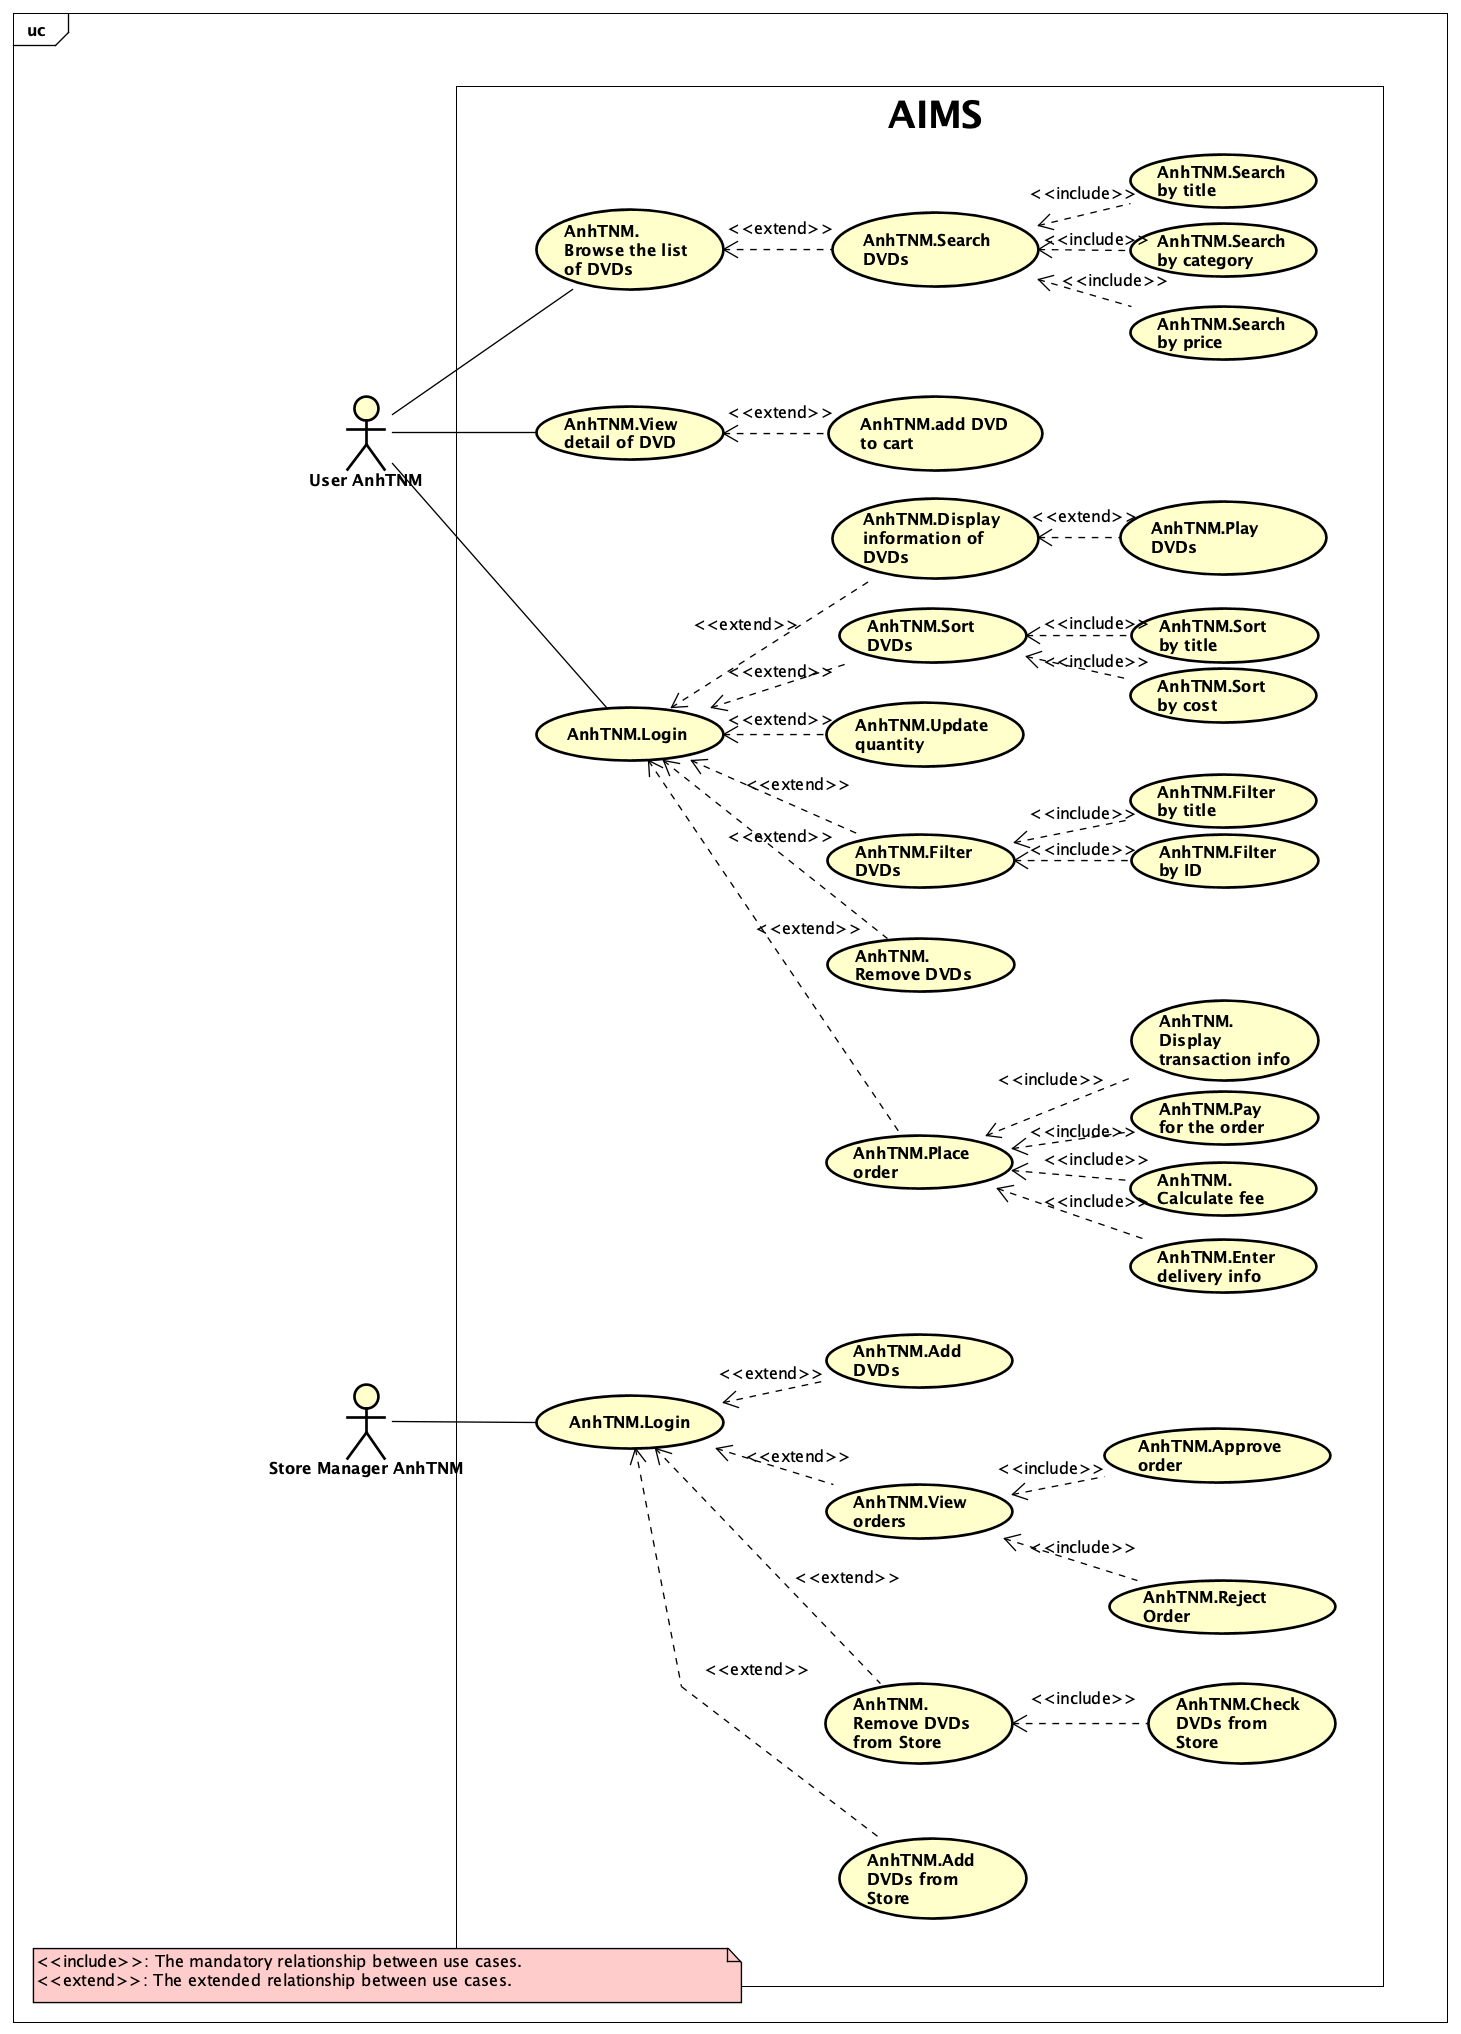 uc
AIMS
AnhTNM.Search
by title
<<include>>
AnhTNM.
Browse the list
of DVDs
<<extend>>
AnhTNM.Search
DVDs
<<include>>
AnhTNM.Search
by category
<<include>>
AnhTNM.Search
by price
User AnhTNM
AnhTNM.View
detail of DVD
<<extend>>
AnhTNM.add DVD
to cart
AnhTNM.Display
information of
DVDs
<<extend>>
AnhTNM.Play
DVDs
<<extend>>
AnhTNM.Sort
DVDs
<<include>>
AnhTNM.Sort
by title
<<extend>>
<<include>>
AnhTNM.Sort
by cost
AnhTNM.Login
<<extend>>
AnhTNM.Update
quantity
<<extend>>
<<include>>
AnhTNM.Filter
by title
<<extend>>
AnhTNM.Filter
DVDs
<<include>>
AnhTNM.Filter
by ID
<<extend>>
AnhTNM.
Remove DVDs
AnhTNM.
Display
transaction info
<<include>>
AnhTNM.Pay
for the order
<<include>>
AnhTNM.Place
order
<<include>>
AnhTNM.
Calculate fee
<<include>>
AnhTNM.Enter
delivery info
AnhTNM.Add
DVDs
<<extend>>
Store Manager AnhTNM
AnhTNM.Login
<<extend>>
AnhTNM.View
orders
<<include>>
AnhTNM.Approve
order
<<include>>
AnhTNM.Reject
Order
<<extend>>
<<extend>>
AnhTNM.
Remove DVDs
from Store
<<include>>
AnhTNM.Check
DVDs from
Store
AnhTNM.Add
DVDs from
Store
<<include>>: The mandatory relationship between use cases.
<<extend>>: The extended relationship between use cases.